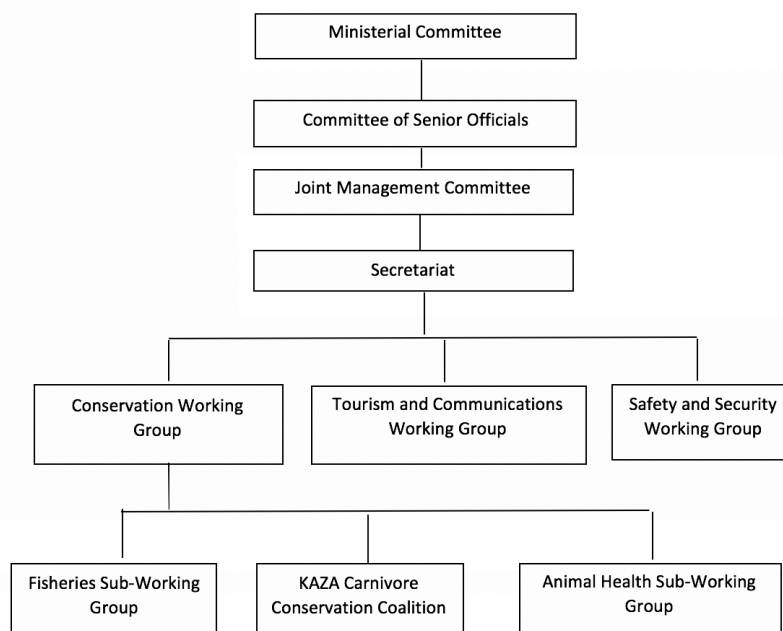 Ministerial Committee
Committee of Senior Officials
Joint Management Committee
Secretariat
Conservation Working
Group
Tourism and Communications
Working Group
Safety and Security
Working Group
Fisheries Sub-Working
Group
KAZA Carnivore
Conservation Coalition
Animal Health Sub-Working
Group